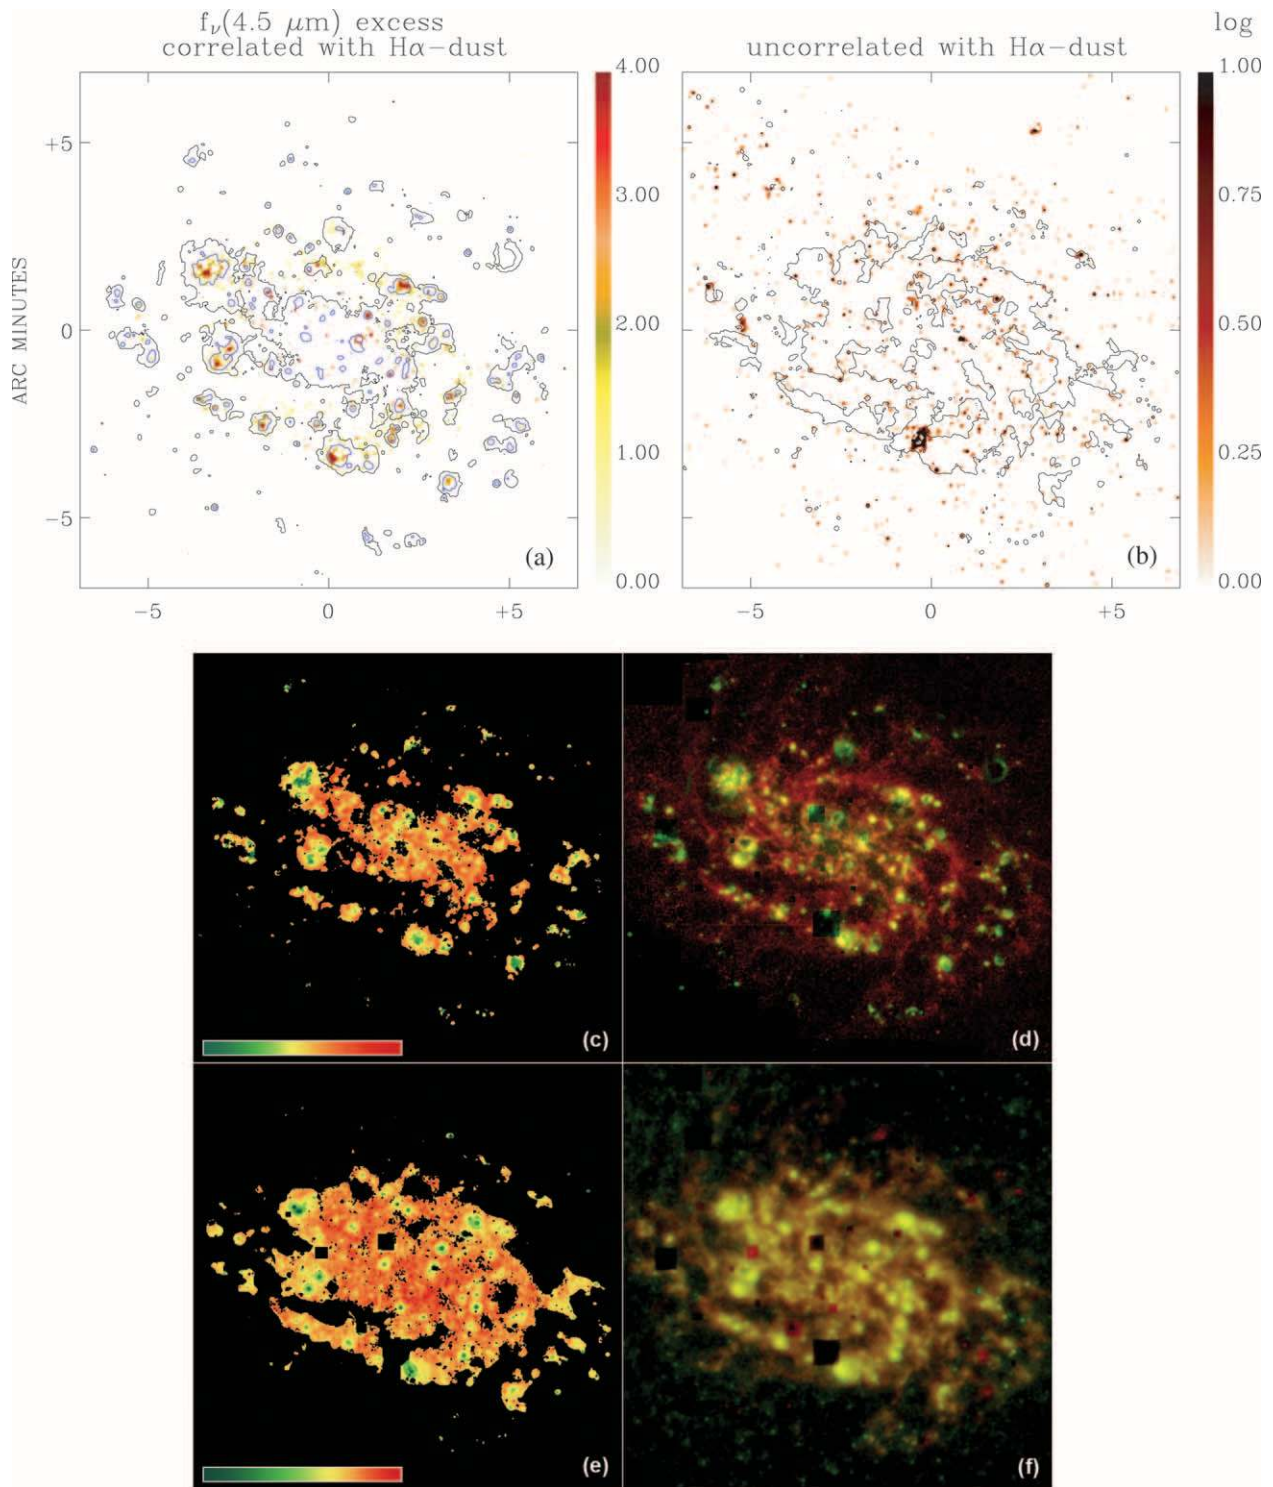 f_ν(4.5 μm) excess
correlated with Hα−dust
uncorrelated with Hα−dust
log
4.00
3.00
2.00
1.00
0.00
1.00
0.75
0.50
0.25
0.00
ARC MINUTES
+5
0
−5
(a)
(b)
−5
0
+5
−5
0
+5
(c)
(d)
(e)
(f)